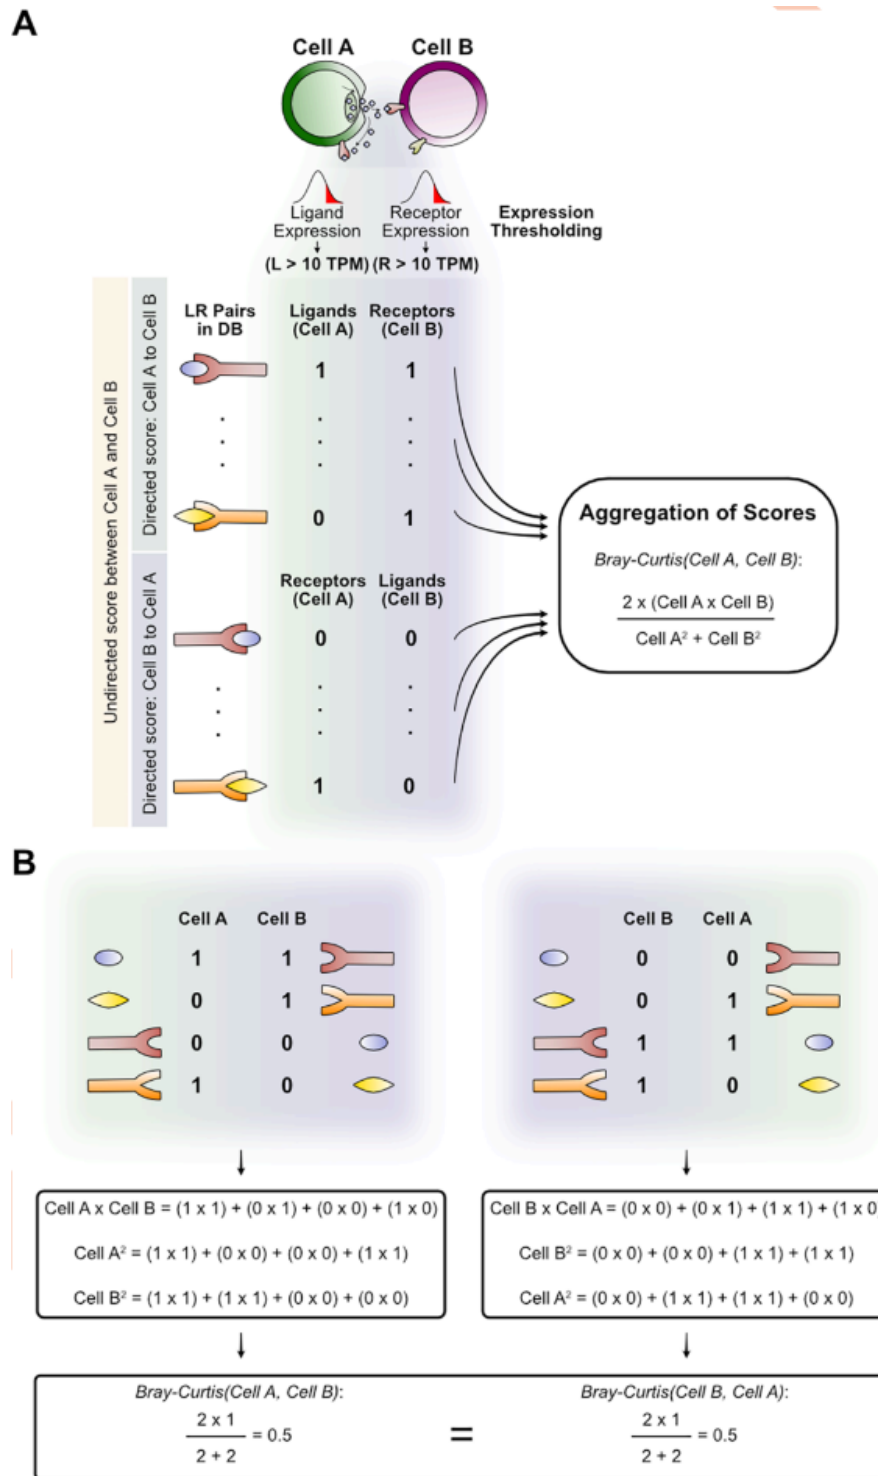 A
Cell A Cell B
Ligand Expression
Receptor Expression
Expression Thresholding
(L > 10 TPM) (R > 10 TPM)
Undirected score between Cell A and Cell B
Directed score: Cell A to Cell B
LR Pairs in DB
Ligands (Cell A)
Receptors (Cell B)
1 1
0 1
Directed score: Cell B to Cell A
Receptors (Cell A)
Ligands (Cell B)
0 0
1 0
Aggregation of Scores
Bray-Curtis(Cell A, Cell B):
2 x (Cell A x Cell B)
Cell A² + Cell B²
B
Cell A Cell B
1 1
0 1
0 0
1 0
Cell A x Cell B = (1 x 1) + (0 x 1) + (0 x 0) + (1 x 0)
Cell A² = (1 x 1) + (0 x 0) + (0 x 0) + (1 x 1)
Cell B² = (1 x 1) + (1 x 1) + (0 x 0) + (0 x 0)
Cell B Cell A
0 0
0 1
1 1
1 0
Cell B x Cell A = (0 x 0) + (0 x 1) + (1 x 1) + (1 x 0
Cell B² = (0 x 0) + (0 x 0) + (1 x 1) + (1 x 1)
Cell A² = (0 x 0) + (1 x 1) + (1 x 1) + (0 x 0)
Bray-Curtis(Cell A, Cell B):
2 x 1
2 + 2
= 0.5
=
Bray-Curtis(Cell B, Cell A):
2 x 1
2 + 2
= 0.5